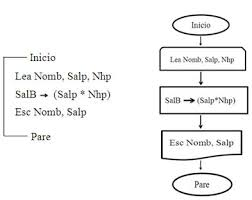 Inicio
Lea Nomb, Salp, Nhp
SalB → (Salp * Nhp)
Esc Nomb, Salp
Pare
Inicio
Lea Nomb, Salp, Nhp
SalB → (Salp*Nhp)
Esc Nomb, Salp
Pare